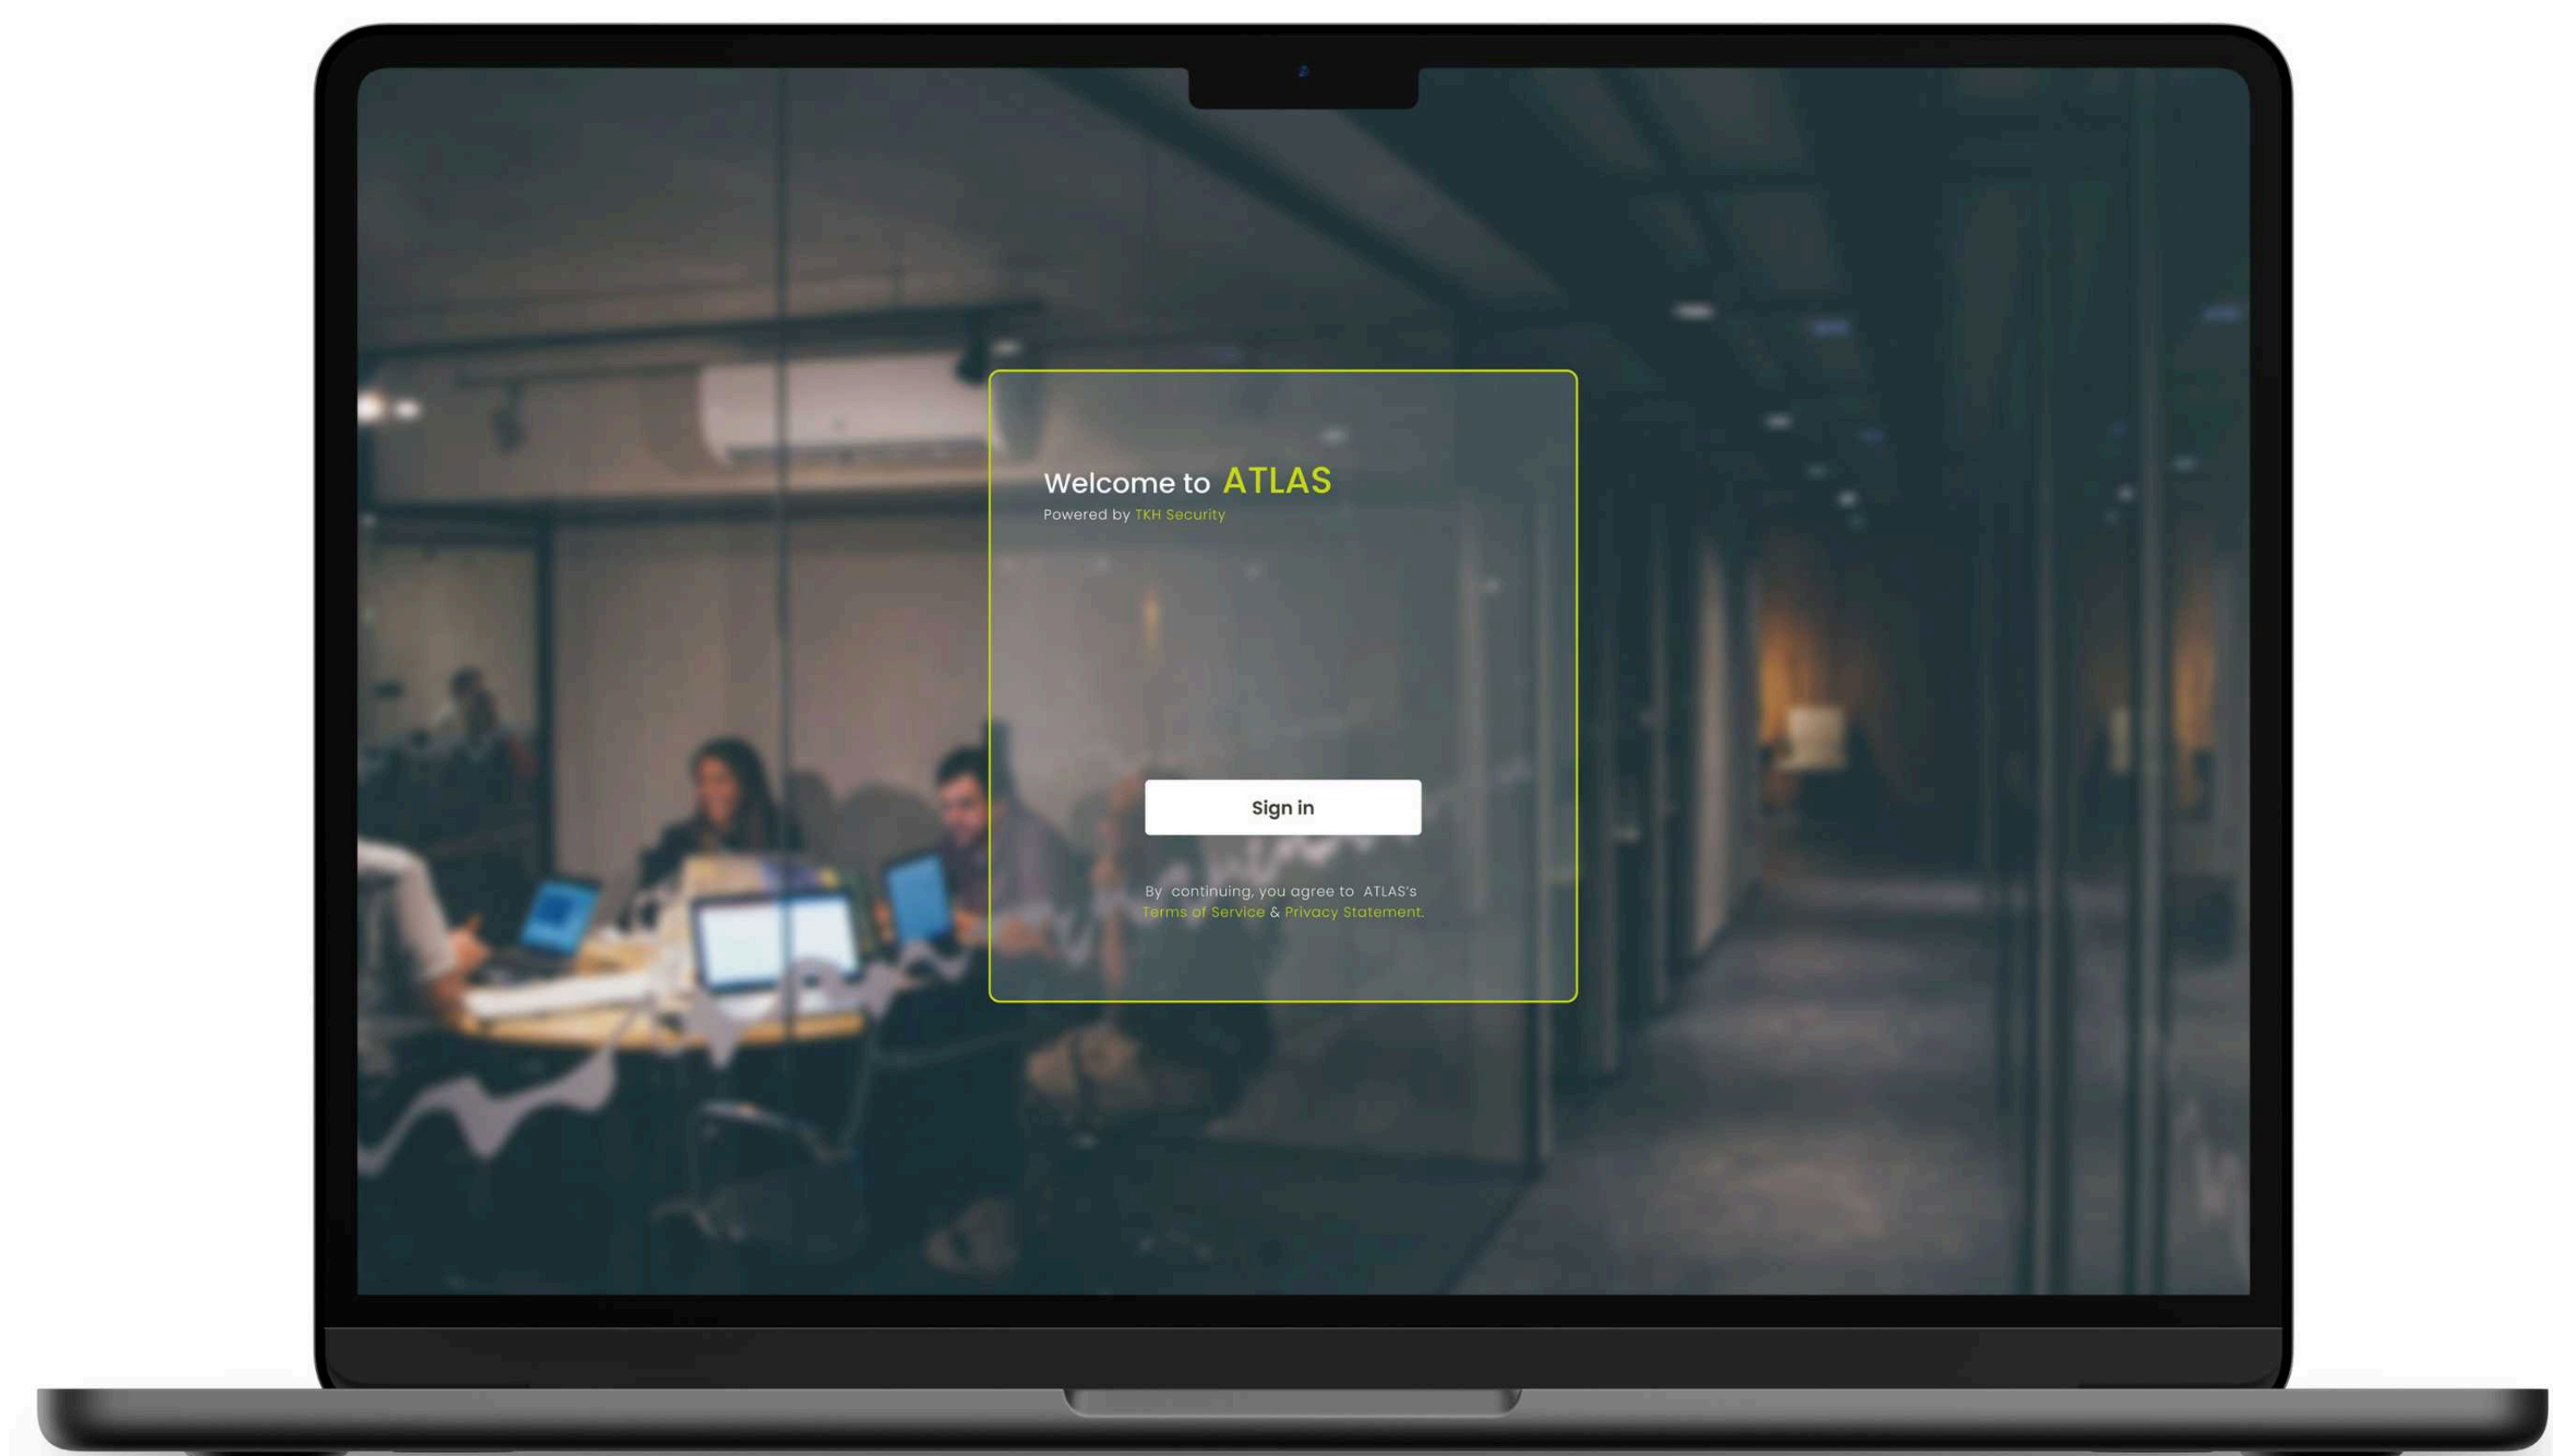 Welcome to ATLAS
Powered by TKH Security
Sign in
By continuing, you agree to ATLAS's
Terms of Service & Privacy Statement.